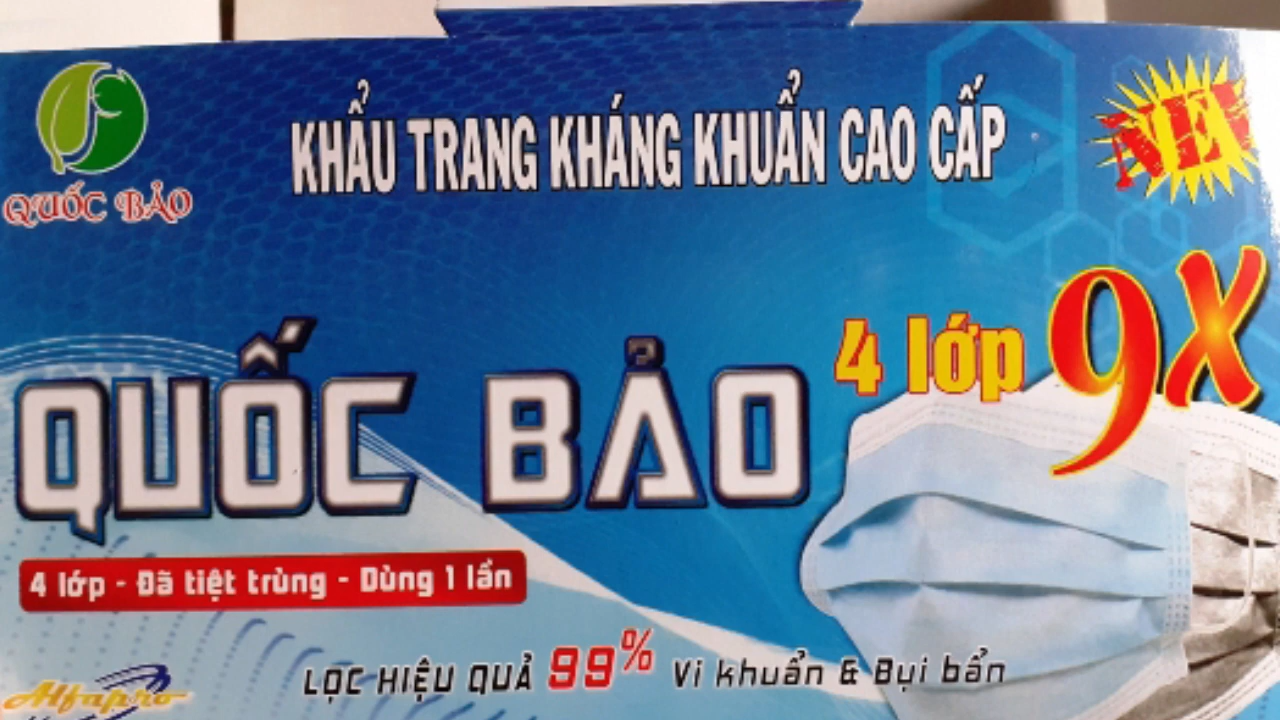 QUỐC BẢO
KHẨU TRANG KHÁNG KHUẨN CAO CẤP
NEW
4 lớp 9X
QUỐC BẢO
4 lớp - Đã tiệt trùng - Dùng 1 lần
LỌC HIỆU QUẢ 99% Vi khuẩn & Bụi bẩn
Alfapro